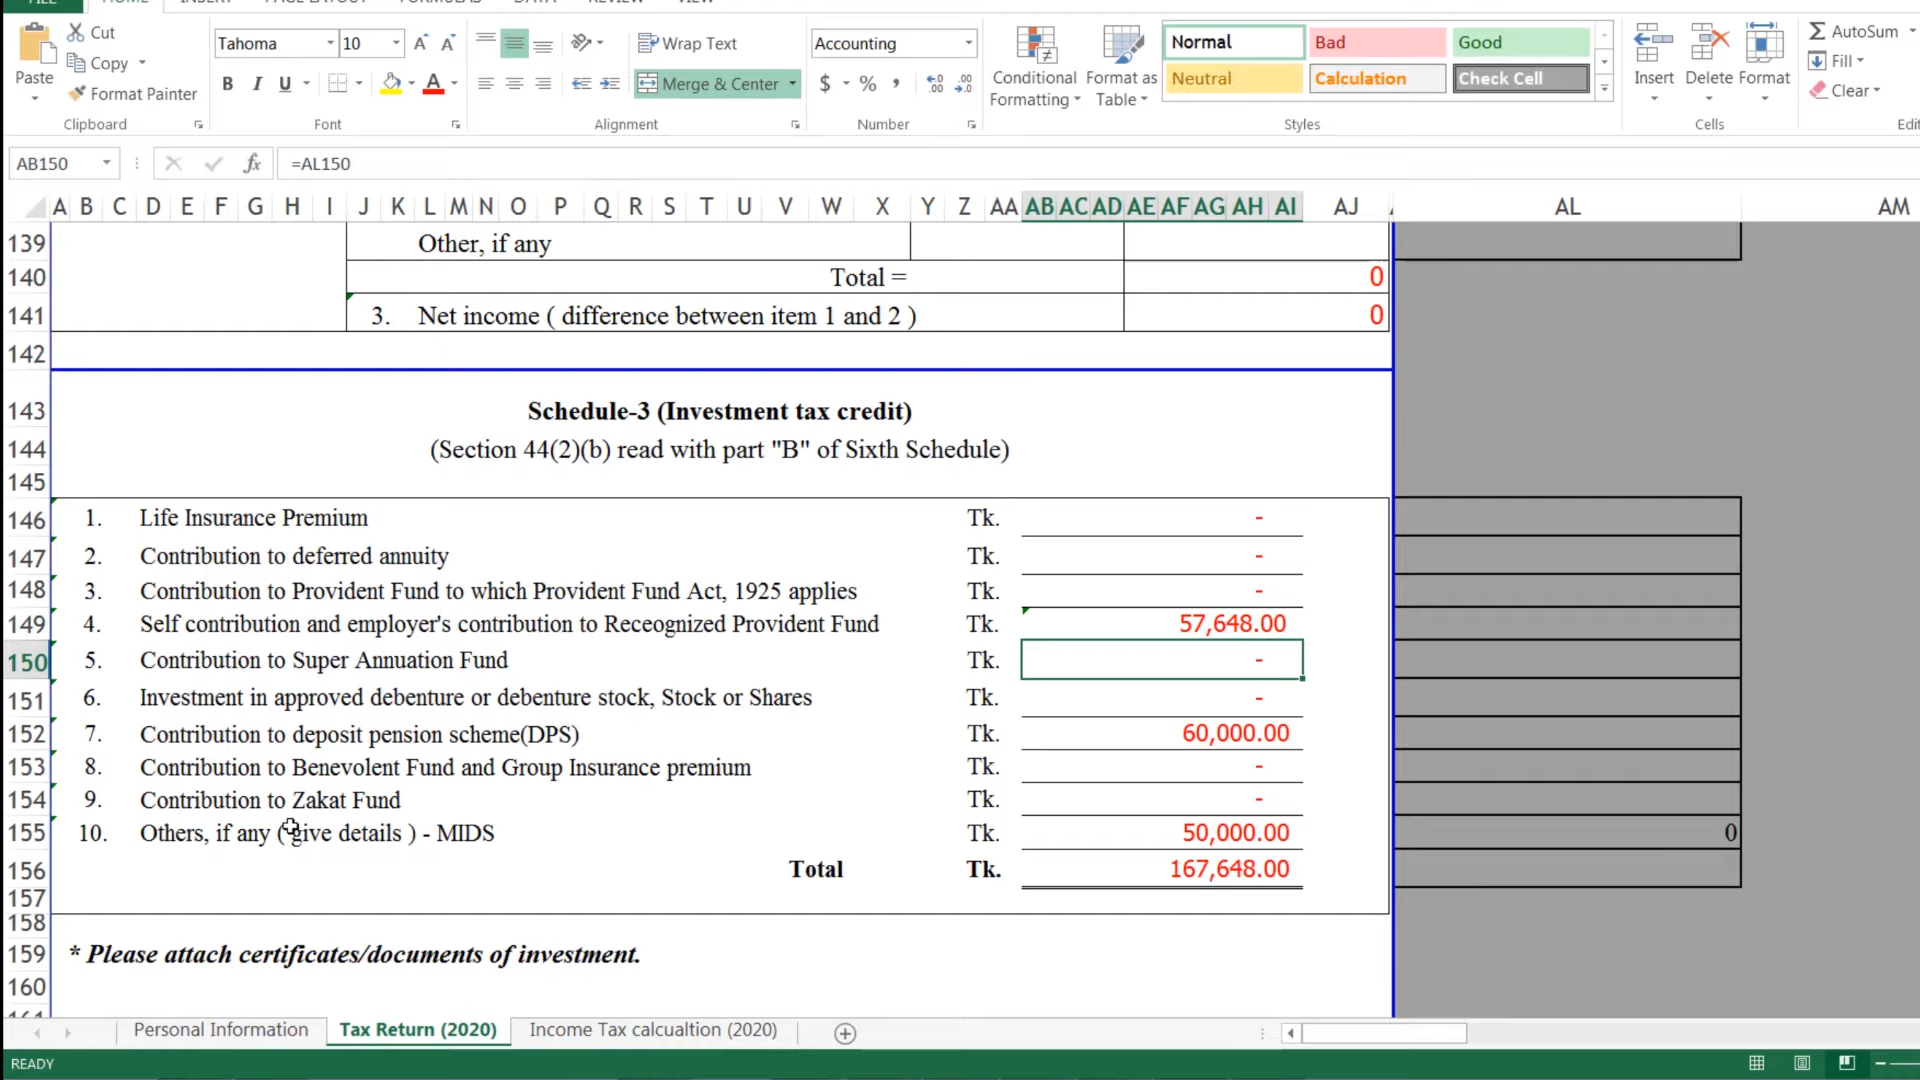 Cut
Tahoma 10 Wrap Text Accounting Normal Bad Good AutoSum
Paste Copy Conditional Formatting Format as Table Insert Delete Format Fill
Format Painter B I U Merge & Center $ % Neutral Calculation Check Cell Clear
Clipboard Font Alignment Number Styles Cells
AB150 fx =AL150
A B C D E F G H I J K L M N O P Q R S T U V W X Y Z AA AB AC AD AE AF AG AH AI AJ AL AM
139 Other, if any
140 Total = 0
141 3. Net income ( difference between item 1 and 2 ) 0
142
143 Schedule-3 (Investment tax credit)
144 (Section 44(2)(b) read with part "B" of Sixth Schedule)
145
146 1. Life Insurance Premium Tk. -
147 2. Contribution to deferred annuity Tk. -
148 3. Contribution to Provident Fund to which Provident Fund Act, 1925 applies Tk. -
149 4. Self contribution and employer's contribution to Receognized Provident Fund Tk. 57,648.00
150 5. Contribution to Super Annuation Fund Tk. -
151 6. Investment in approved debenture or debenture stock, Stock or Shares Tk. -
152 7. Contribution to deposit pension scheme(DPS) Tk. 60,000.00
153 8. Contribution to Benevolent Fund and Group Insurance premium Tk. -
154 9. Contribution to Zakat Fund Tk. -
155 10. Others, if any ( give details ) - MIDS Tk. 50,000.00 0
156 Total Tk. 167,648.00
157
158
159 * Please attach certificates/documents of investment.
160
Personal Information Tax Return (2020) Income Tax calcualtion (2020)
READY